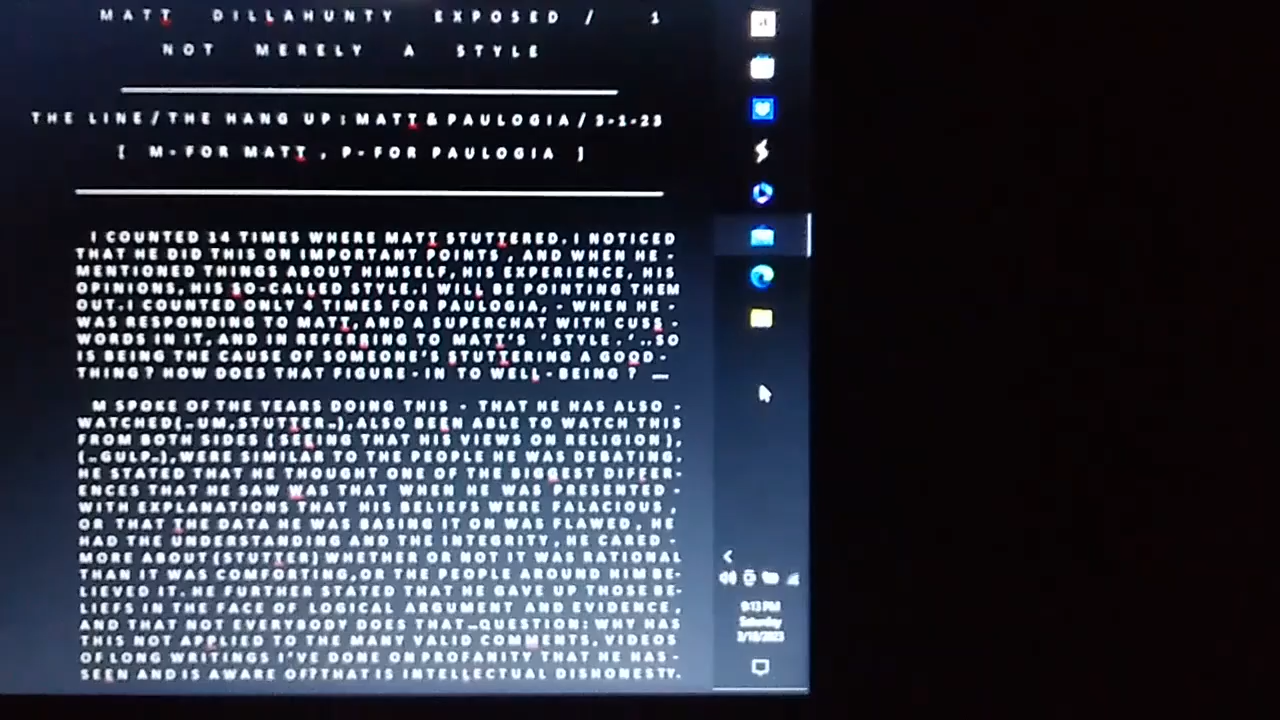 MATT DILLAHUNTY EXPOSED / 1
NOT MERELY A STYLE
THE LINE/THE HANG UP:MATT& PAULOGIA/3-1-23
[ M-FOR MATT , P-FOR PAULOGIA ]
I COUNTED 14 TIMES WHERE MATT STUTTERED.I NOTICED
THAT HE DID THIS ON IMPORTANT POINTS , AND WHEN HE -
MENTIONED THINGS ABOUT HIMSELF,HIS EXPERIENCE, HIS
OPINIONS,HIS SO-CALLED STYLE.I WILL BE POINTING THEM
OUT.I COUNTED ONLY 4 TIMES FOR PAULOGIA, - WHEN HE -
WAS RESPONDING TO MATT,AND A SUPERCHAT WITH CUSS -
WORDS IN IT,AND IN REFERRING TO MATT'S 'STYLE.'..SO
IS BEING THE CAUSE OF SOMEONE'S STUTTERING A GOOD-
THING? HOW DOES THAT FIGURE-IN TO WELL-BEING? ....
M SPOKE OF THE YEARS DOING THIS - THAT HE HAS ALSO -
WATCHED(..UM,STUTTER..),ALSO BEEN ABLE TO WATCH THIS
FROM BOTH SIDES (SEEING THAT HIS VIEWS ON RELIGION),
(..GULP..),WERE SIMILAR TO THE PEOPLE HE WAS DEBATING.
HE STATED THAT HE THOUGHT ONE OF THE BIGGEST DIFFER-
ENCES THAT HE SAW WAS THAT WHEN HE WAS PRESENTED -
WITH EXPLANATIONS THAT HIS BELIEFS WERE FALACIOUS ,
OR THAT THE DATA HE WAS BASING IT ON WAS FLAWED, HE
HAD THE UNDERSTANDING AND THE INTEGRITY,HE CARED -
MORE ABOUT(STUTTER) WHETHER OR NOT IT WAS RATIONAL
THAN IT WAS COMFORTING,OR THE PEOPLE AROUND HIM BE-
LIEVED IT. HE FURTHER STATED THAT HE GAVE UP THOSE BE-
LIEFS IN THE FACE OF LOGICAL ARGUMENT AND EVIDENCE,
AND THAT NOT EVERYBODY DOES THAT..QUESTION: WHY HAS
THIS NOT APPLIED TO THE MANY VALID COMMENTS, VIDEOS
OF LONG WRITINGS I'VE DONE ON PROFANITY THAT HE HAS-
SEEN AND IS AWARE OF?THAT IS INTELLECTUAL DISHONESTY.
9:13 PM
Saturday
3/18/2023